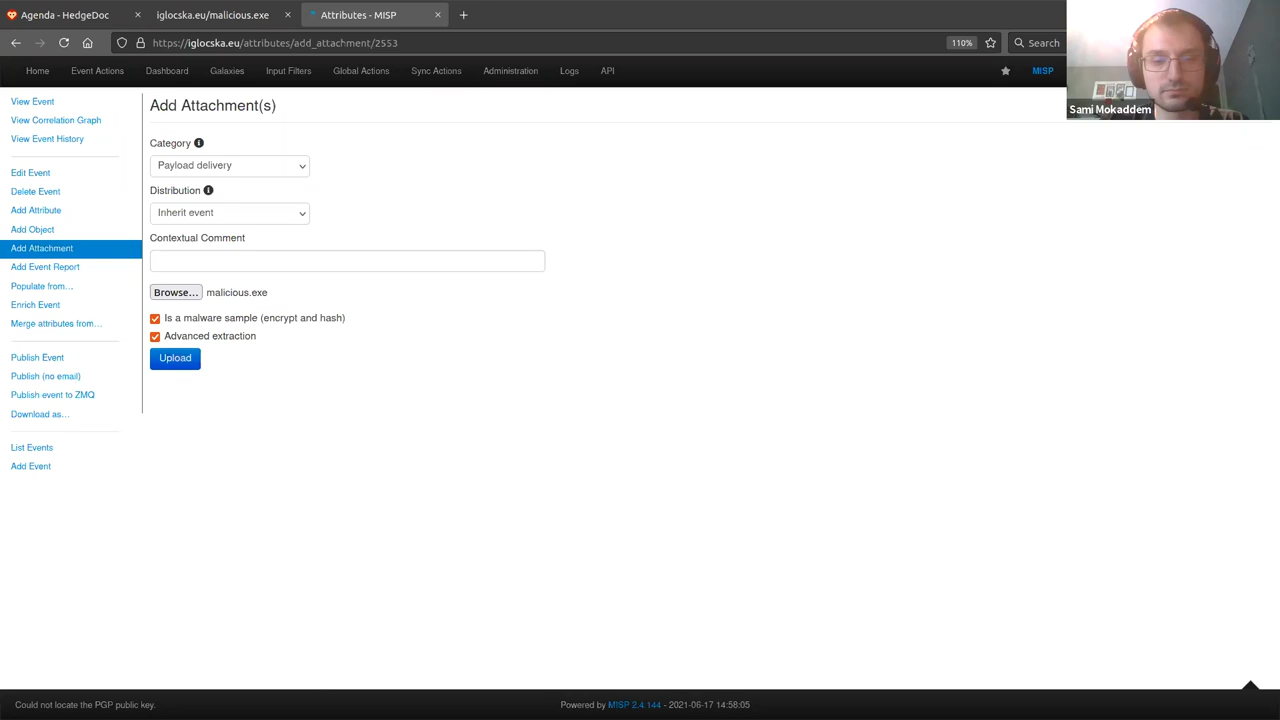 Agenda - HedgeDoc
iglocska.eu/malicious.exe
Attributes - MISP
https://iglocska.eu/attributes/add_attachment/2553
110%
Search
Home
Event Actions
Dashboard
Galaxies
Input Filters
Global Actions
Sync Actions
Administration
Logs
API
MISP
Sami Mokaddem
View Event
View Correlation Graph
View Event History
Edit Event
Delete Event
Add Attribute
Add Object
Add Attachment
Add Event Report
Populate from...
Enrich Event
Merge attributes from...
Publish Event
Publish (no email)
Publish event to ZMQ
Download as...
List Events
Add Event
Add Attachment(s)
Category
Payload delivery
Distribution
Inherit event
Contextual Comment
Browse... malicious.exe
Is a malware sample (encrypt and hash)
Advanced extraction
Upload
Could not locate the PGP public key.
Powered by MISP 2.4.144 - 2021-06-17 14:58:05